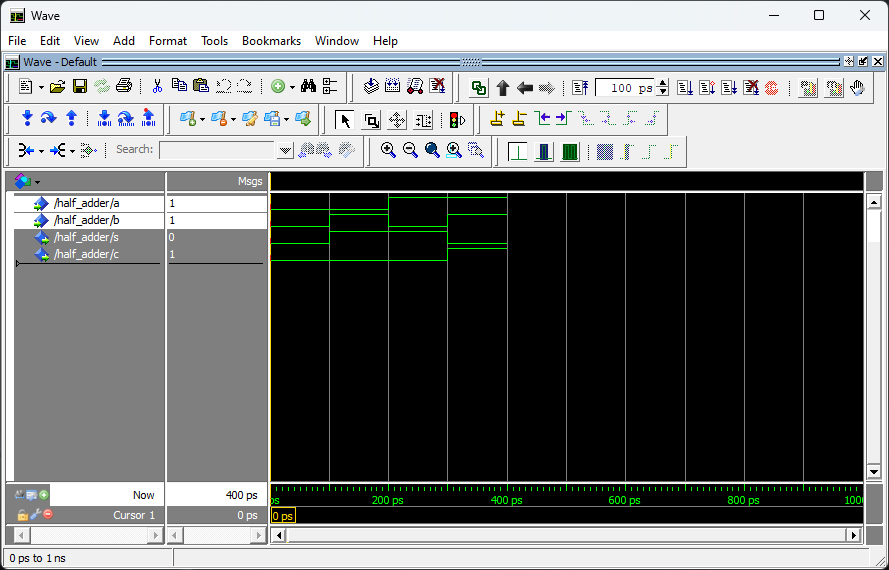 Wave
File Edit View Add Format Tools Bookmarks Window Help
Wave - Default
100 ps
Search:
Msgs
/half_adder/a 1
/half_adder/b 1
/half_adder/s 0
/half_adder/c 1
Now 400 ps
ps 200 ps 400 ps 600 ps 800 ps 1000
Cursor 1 0 ps 0 ps
0 ps to 1 ns